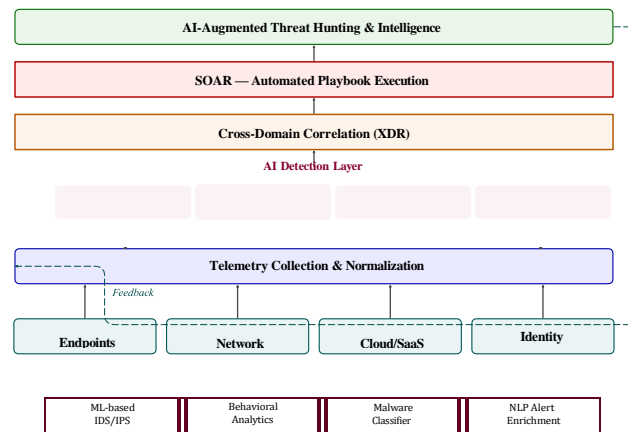 AI-Augmented Threat Hunting & Intelligence
SOAR — Automated Playbook Execution
Cross-Domain Correlation (XDR)
AI Detection Layer
Telemetry Collection & Normalization
Feedback
Endpoints
Network
Cloud/SaaS
Identity
ML-based
IDS/IPS
Behavioral
Analytics
Malware
Classifier
NLP Alert
Enrichment